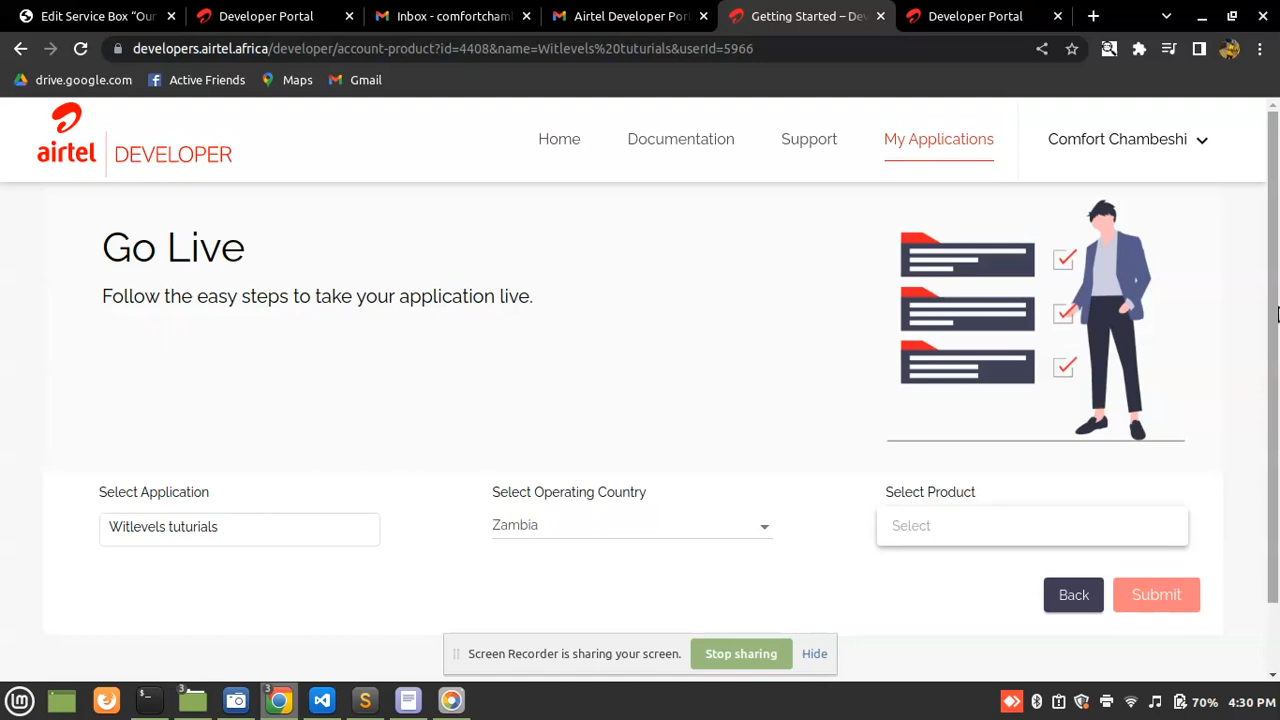 Edit Service Box “Our
Developer Portal
Inbox - comfortcham
Airtel Developer Por
Getting Started – Dev
Developer Portal
developers.airtel.africa/developer/account-product?id=4408&name=Witlevels%20tuturials&userId=5966
drive.google.com
Active Friends
Maps
Gmail
airtel DEVELOPER
Home
Documentation
Support
My Applications
Comfort Chambeshi
Go Live
Follow the easy steps to take your application live.
Select Application
Select Operating Country
Select Product
Witlevels tuturials
Zambia
Select
Back
Submit
Screen Recorder is sharing your screen.
Stop sharing
Hide
3
3
70%
4:30 PM